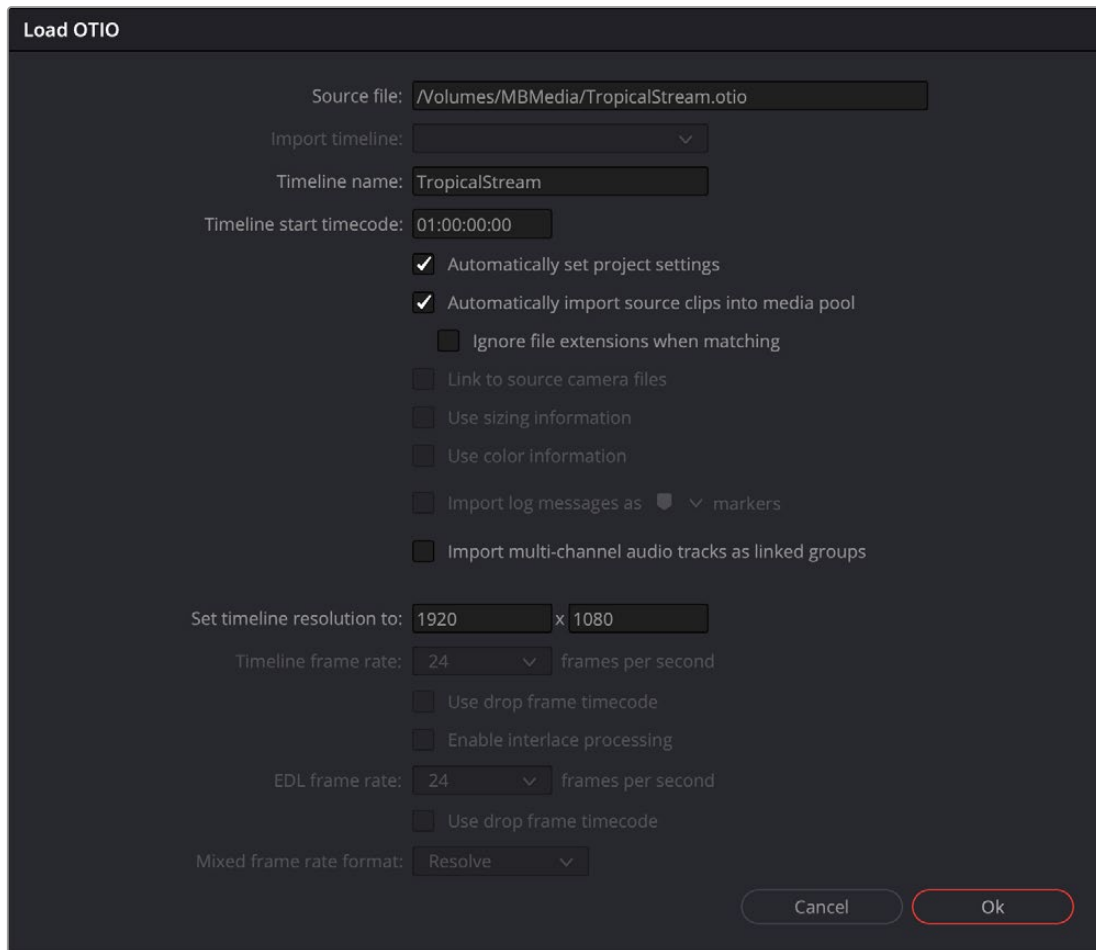 Load OTIO
Source file: /Volumes/MBMedia/TropicalStream.otio
Import timeline:
Timeline name: TropicalStream
Timeline start timecode: 01:00:00:00
Automatically set project settings
Automatically import source clips into media pool
Ignore file extensions when matching
Link to source camera files
Use sizing information
Use color information
Import log messages as markers
Import multi-channel audio tracks as linked groups
Set timeline resolution to: 1920 x 1080
Timeline frame rate: 24 frames per second
Use drop frame timecode
Enable interlace processing
EDL frame rate: 24 frames per second
Use drop frame timecode
Mixed frame rate format: Resolve
Cancel Ok